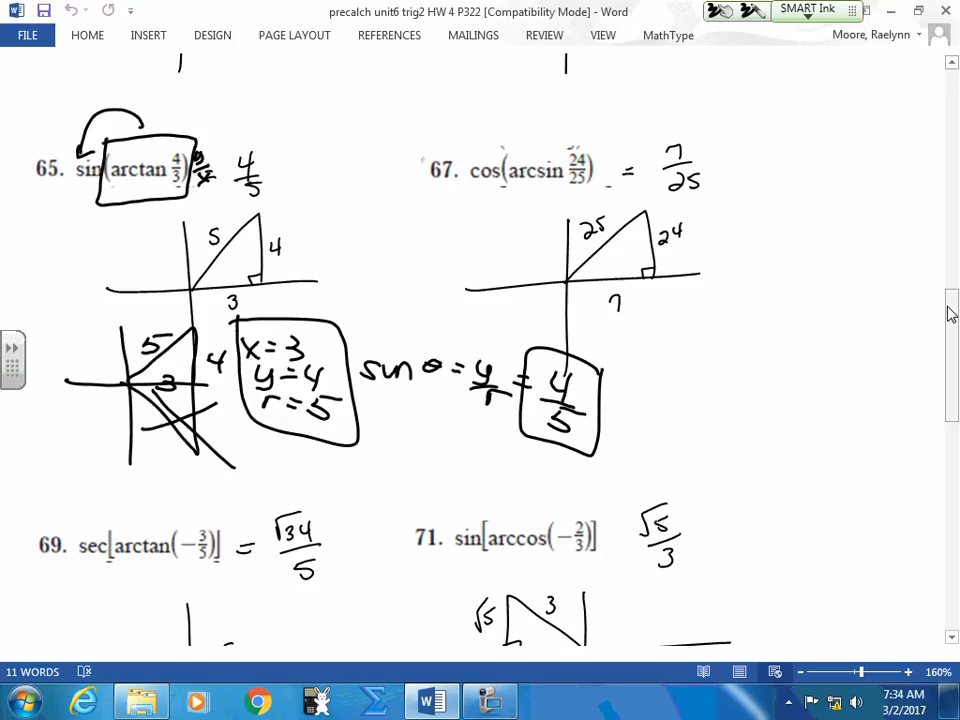 precalch unit6 trig2 HW 4 P322 [Compatibility Mode] - Word
SMART Ink
FILE HOME INSERT DESIGN PAGE LAYOUT REFERENCES MAILINGS REVIEW VIEW MathType Moore, Raelynn
65. sin(arctan 4/3) y/x 4/5
67. cos(arcsin 24/25) = 7/25
5
4
3
25
24
7
5
4
3
x = 3
y = 4
r = 5
sin θ = y/r = 4/5
69. sec[arctan(-3/5)] = √34/5
71. sin[arccos(-2/3)] √5/3
√5
3
11 WORDS
160%
7:34 AM
3/2/2017